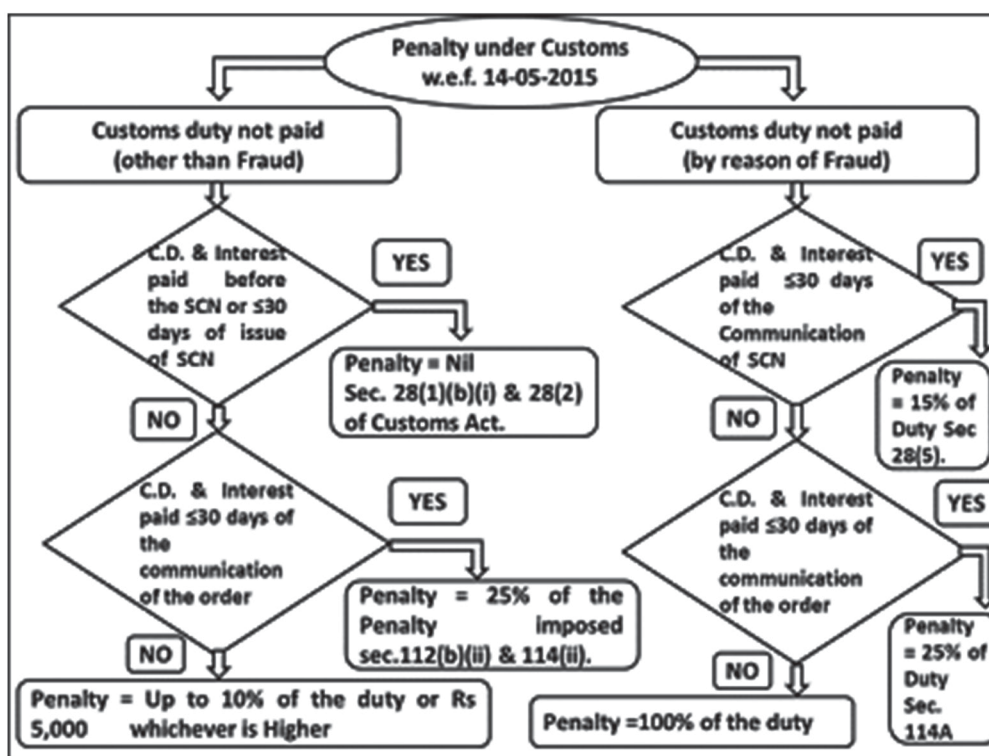 Penalty under Customs
w.e.f. 14-05-2015
Customs duty not paid
(other than Fraud)
C.D. & Interest
paid before
the SCN or ≤30
days of issue
of SCN
YES
Penalty = Nil
Sec. 28(1)(b)(i) & 28(2)
of Customs Act.
NO
C.D. & Interest
paid ≤30 days of
the
communication
of the order
YES
Penalty = 25% of the
Penalty imposed
sec.112(b)(ii) & 114(ii).
NO
Penalty = Up to 10% of the duty or Rs
5,000 whichever is Higher
Customs duty not paid
(by reason of Fraud)
C.D. & Interest
paid ≤30 days
of the
Communication
of SCN
YES
Penalty
= 15% of
Duty Sec
28(5).
NO
C.D. & Interest
paid ≤30 days of
the
communication
of the order
YES
Penalty
= 25% of
Duty
Sec.
114A
NO
Penalty =100% of the duty